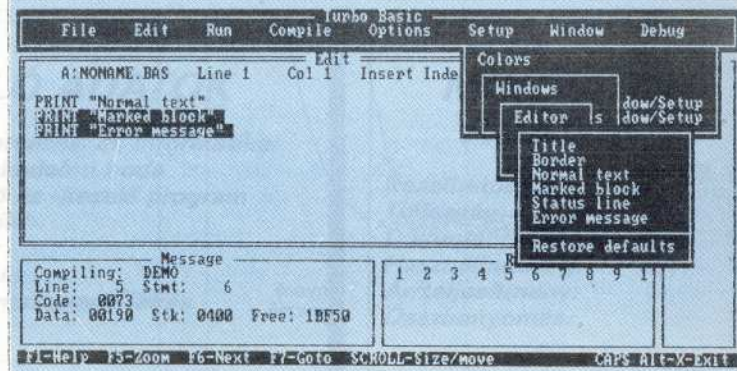 Turbo Basic
File Edit Run Compile Options Setup Window Debug
Edit
A:NONAME.BAS Line 1 Col 1 Insert Inde
PRINT "Normal text"
PRINT "Marked block"
PRINT "Error message"
Colors
Windows
dow/Setup
Editor s dow/Setup
Title
Border
Normal text
Marked block
Status line
Error message
Restore defaults
Message
Compiling: DEMO
Line: 5 Stmt: 6
Code: 0073
Data: 00190 Stk: 0400 Free: 1BF50
R
1 2 3 4 5 6 7 8 9 1
F1-Help F5-Zoom F6-Next F7-Goto SCROLL-Size/move CAPS Alt-X-Exit